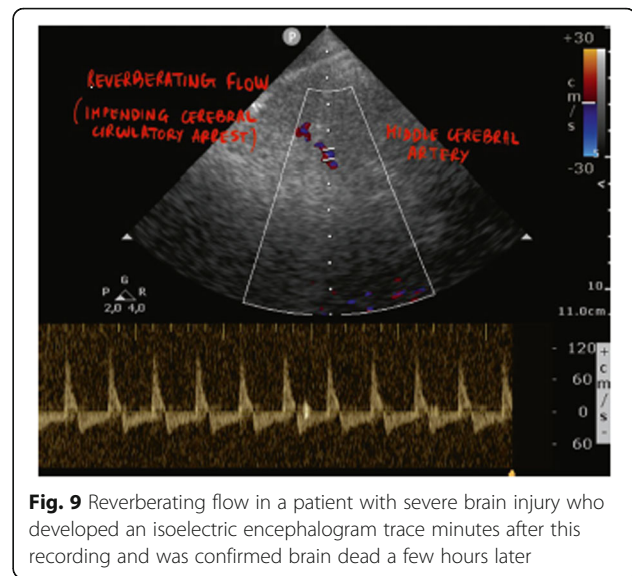 P
+30
REVERBERATING FLOW
(IMPENDING CEREBRAL
CIRCULATORY ARREST)
MIDDLE CEREBRAL
ARTERY
c
m
/
s
-30
G
P R
2,0 4,0
10
11.0cm
120
60
0
60
+
c
m
/
s
-
Fig. 9 Reverberating flow in a patient with severe brain injury who
developed an isoelectric encephalogram trace minutes after this
recording and was confirmed brain dead a few hours later